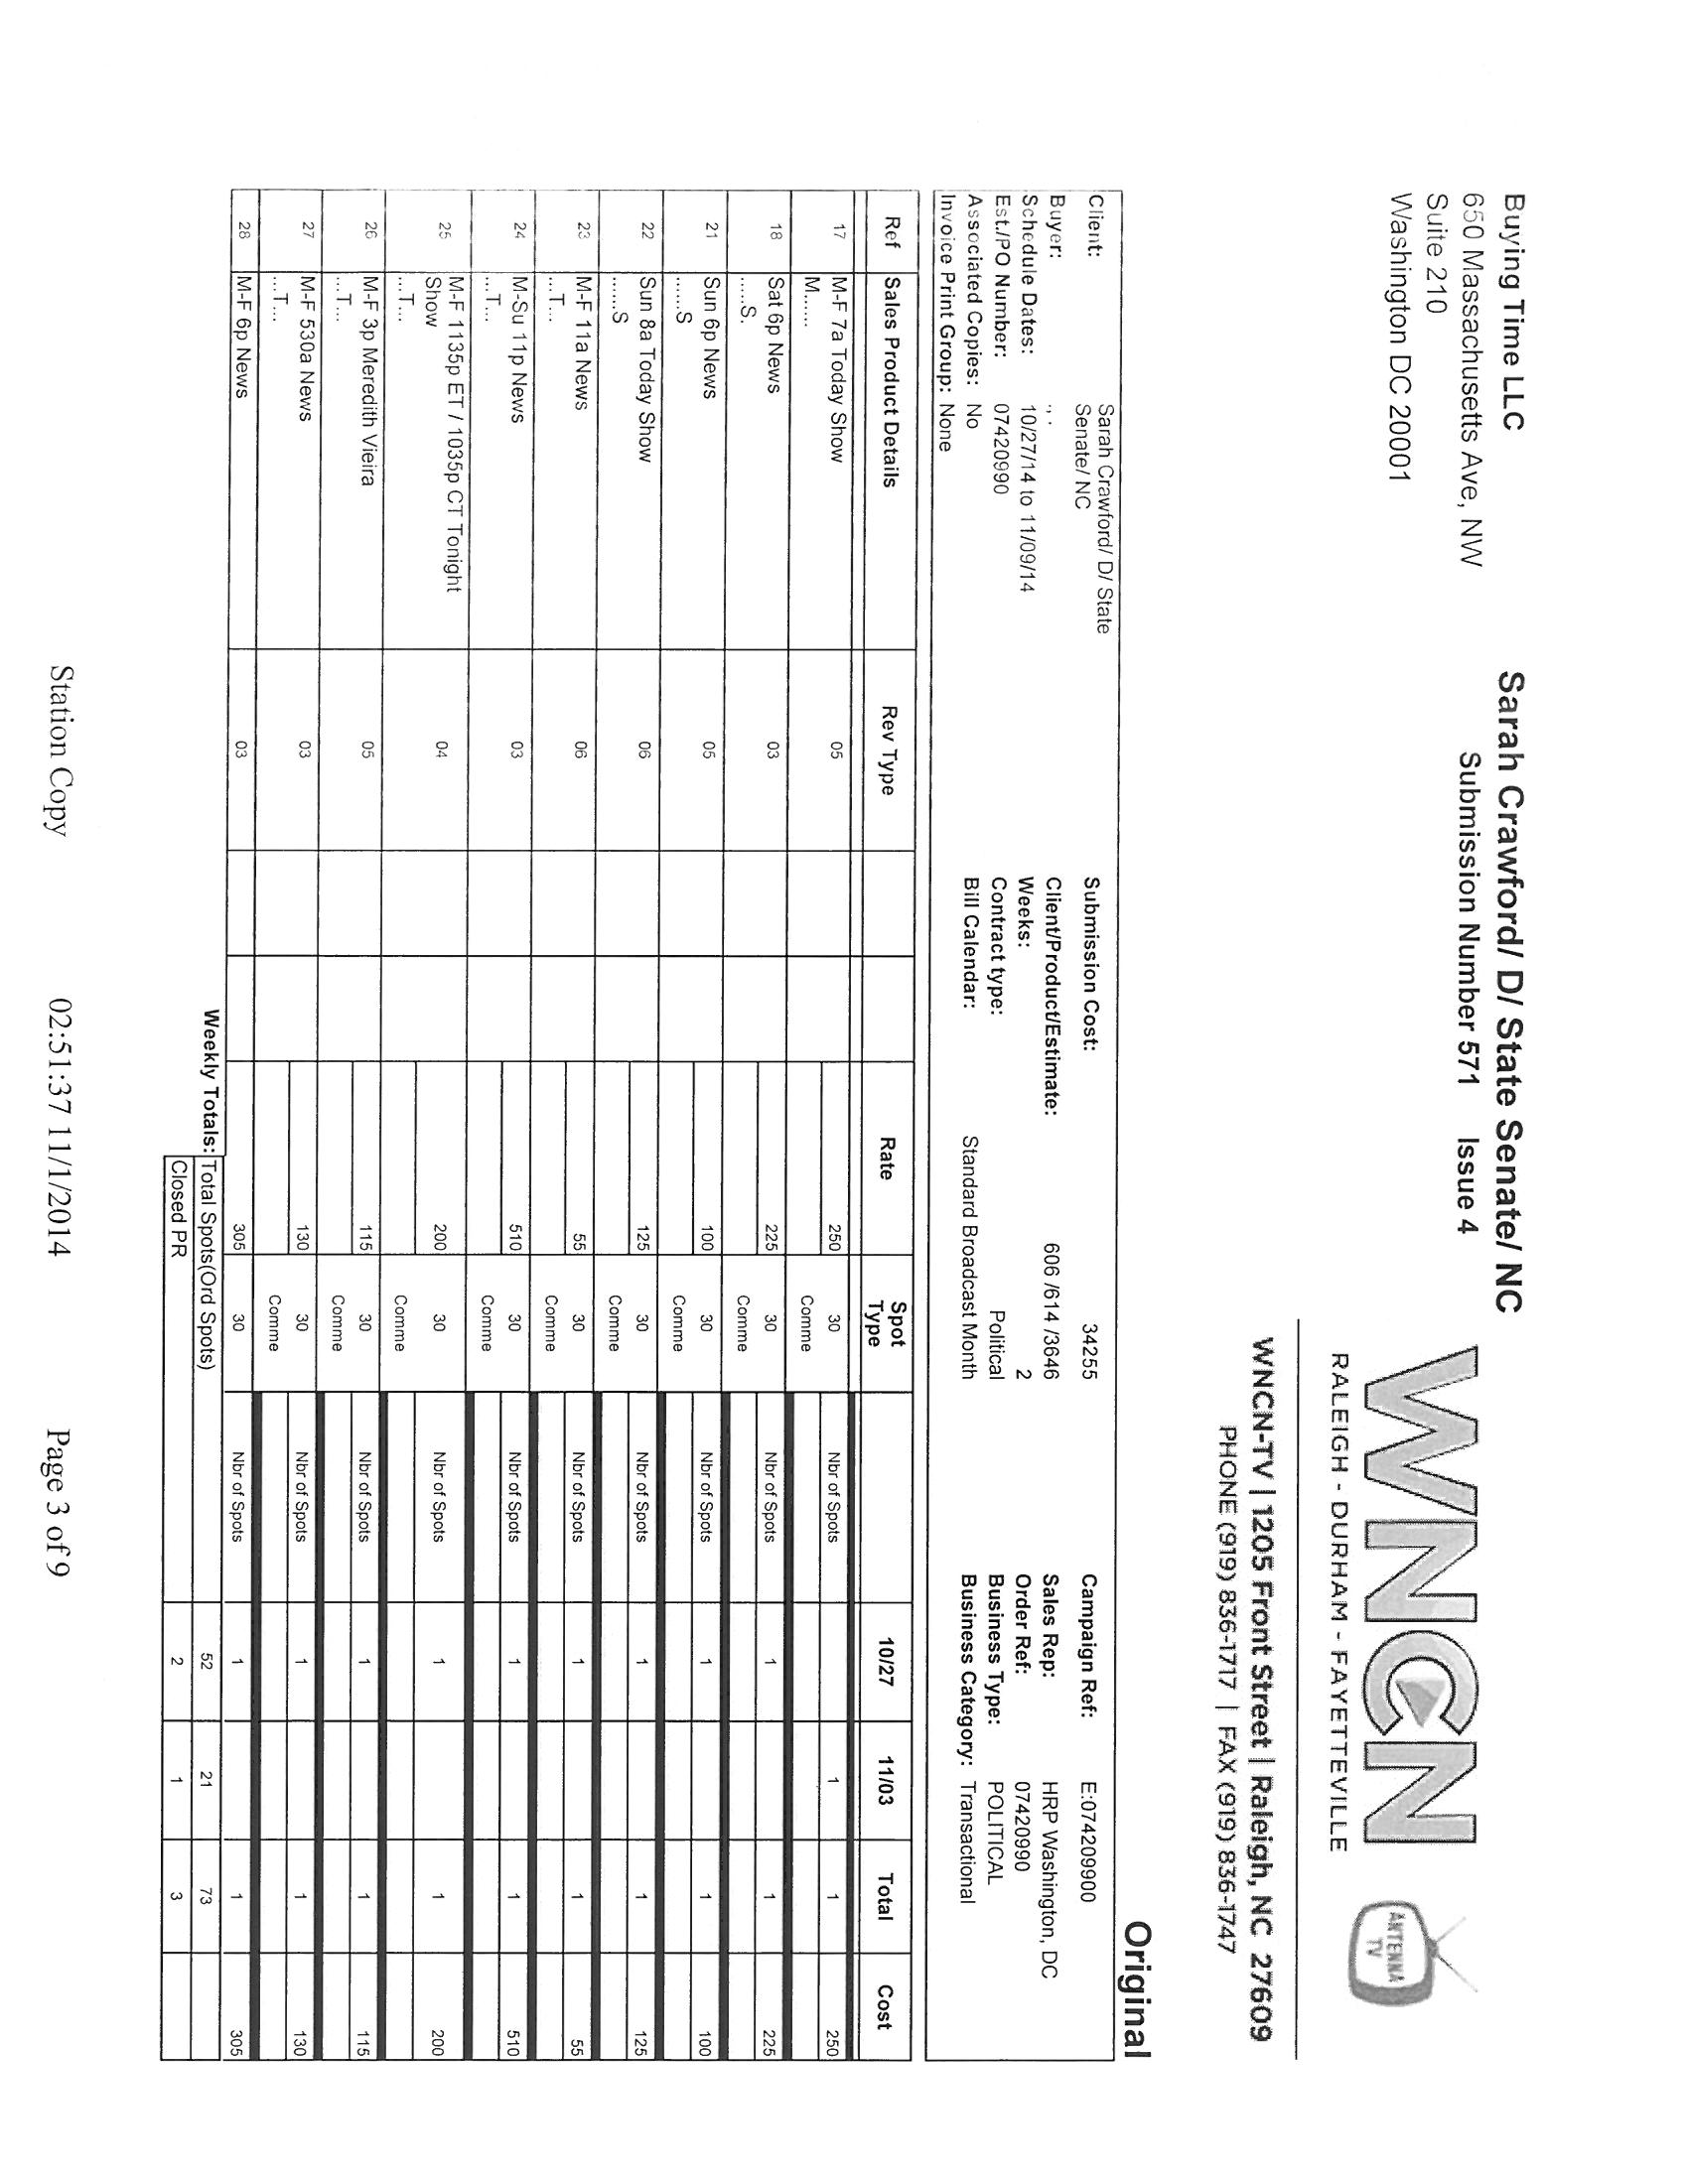 Buying Time LLC
650 Massachusetts Ave, NW
Suite 210
Washington DC 20001
Sarah Crawford/ D/ State Senate/ NC
Submission Number 571 Issue 4
WNCN
RALEIGH - DURHAM - FAYETTEVILLE
ANTENNA
TV
WNCN-TV | 1205 Front Street | Raleigh, NC 27609
PHONE (919) 836-1717 | FAX (919) 836-1747
Original
Client: Sarah Crawford/ D/ State Senate/ NC
Buyer: ., .
Schedule Dates: 10/27/14 to 11/09/14
Est./PO Number: 07420990
Associated Copies: No
Invoice Print Group: None
Submission Cost: 34255
Client/Product/Estimate: 606 /614 /3646
Weeks: 2
Contract type: Political
Bill Calendar: Standard Broadcast Month
Campaign Ref: E:074209900
Sales Rep: HRP Washington, DC
Order Ref: 07420990
Business Type: POLITICAL
Business Category: Transactional
Ref Sales Product Details Rev Type Rate Spot Type 10/27 11/03 Total Cost
17 M-F 7a Today Show 05 250 30 Nbr of Spots 1 1 250
M...... Comme
18 Sat 6p News 03 225 30 Nbr of Spots 1 1 225
.....S. Comme
21 Sun 6p News 05 100 30 Nbr of Spots 1 1 100
......S Comme
22 Sun 8a Today Show 06 125 30 Nbr of Spots 1 1 125
......S Comme
23 M-F 11a News 06 55 30 Nbr of Spots 1 1 55
...T... Comme
24 M-Su 11p News 03 510 30 Nbr of Spots 1 1 510
...T... Comme
25 M-F 1135p ET / 1035p CT Tonight 04 200 30 Nbr of Spots 1 1 200
Show
...T... Comme
26 M-F 3p Meredith Vieira 05 115 30 Nbr of Spots 1 1 115
...T... Comme
27 M-F 530a News 03 130 30 Nbr of Spots 1 1 130
...T... Comme
28 M-F 6p News 03 305 30 Nbr of Spots 1 1 305
Weekly Totals: Total Spots(Ord Spots) 52 21 73
Closed PR 2 1 3
Station Copy 02:51:37 11/1/2014 Page 3 of 9